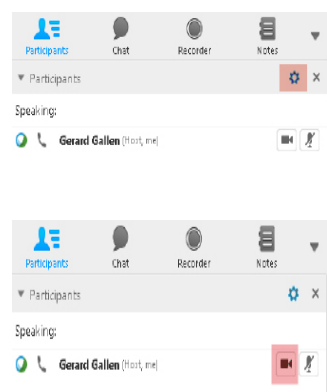 Participants Chat Recorder Notes
Participants
Speaking:
Gerard Gallen (Host, me)
Participants Chat Recorder Notes
Participants
Speaking:
Gerard Gallen (Host, me)